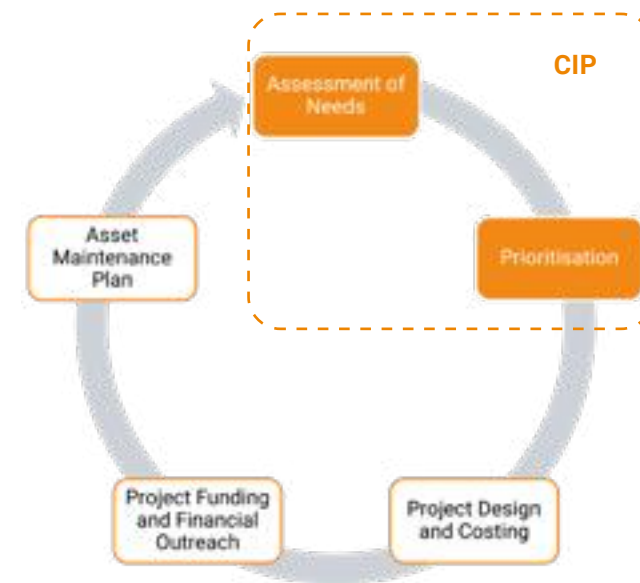 CIP
Assessment of
Needs
Prioritisation
Project Design
and Costing
Project Funding
and Financial
Outreach
Asset
Maintenance
Plan